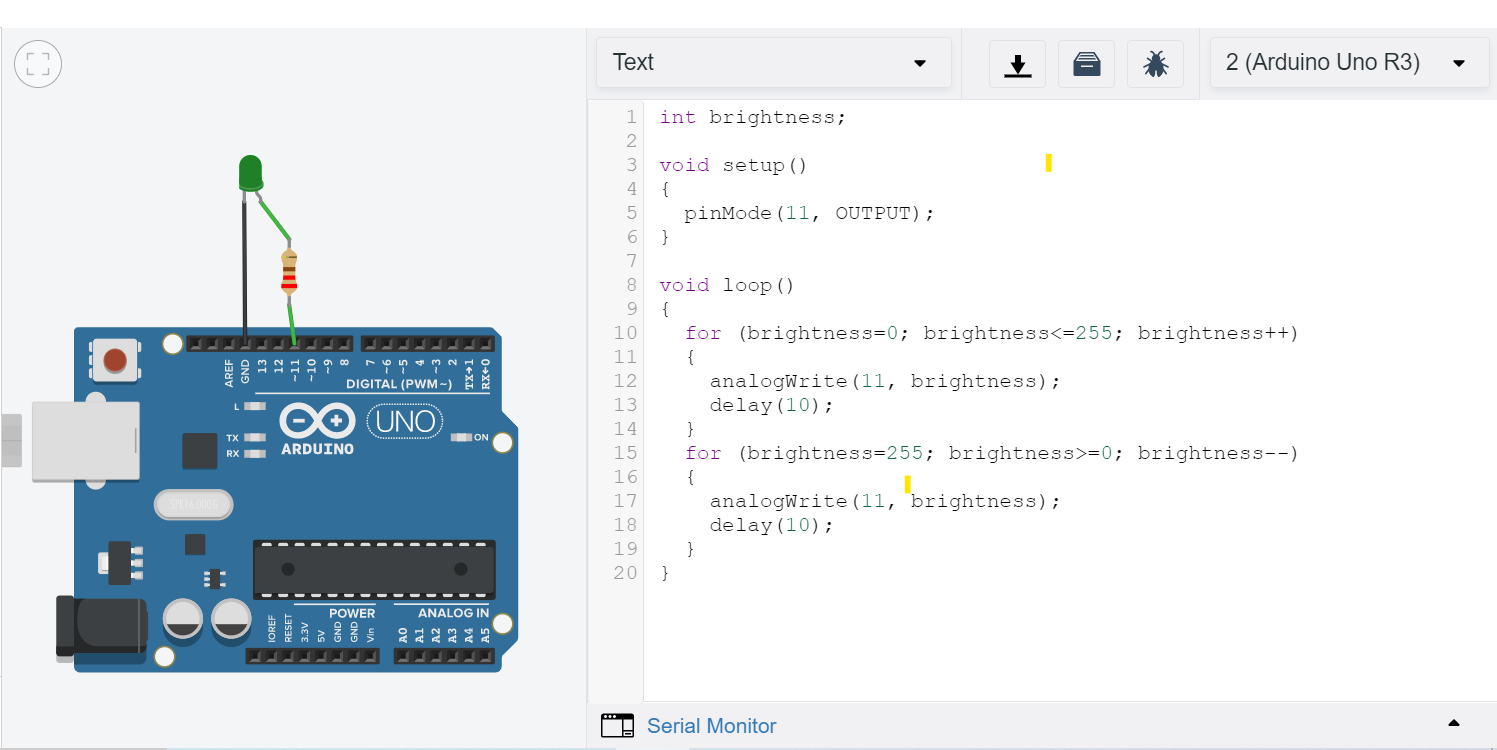 Text
2 (Arduino Uno R3)
1 int brightness;
2
3 void setup()
4 {
5   pinMode(11, OUTPUT);
6 }
7
8 void loop()
9 {
10   for (brightness=0; brightness<=255; brightness++)
11   {
12     analogWrite(11, brightness);
13     delay(10);
14   }
15   for (brightness=255; brightness>=0; brightness--)
16   {
17     analogWrite(11, brightness);
18     delay(10);
19   }
20 }
Serial Monitor
AREF GND 13 12 ~11 ~10 ~9 8 7 ~6 ~5 4 ~3 2 TX→1 RX←0
DIGITAL (PWM~)
L
TX
RX
ARDUINO
UNO
ON
POWER
ANALOG IN
IOREF RESET 3.3V 5V GND GND Vin A0 A1 A2 A3 A4 A5